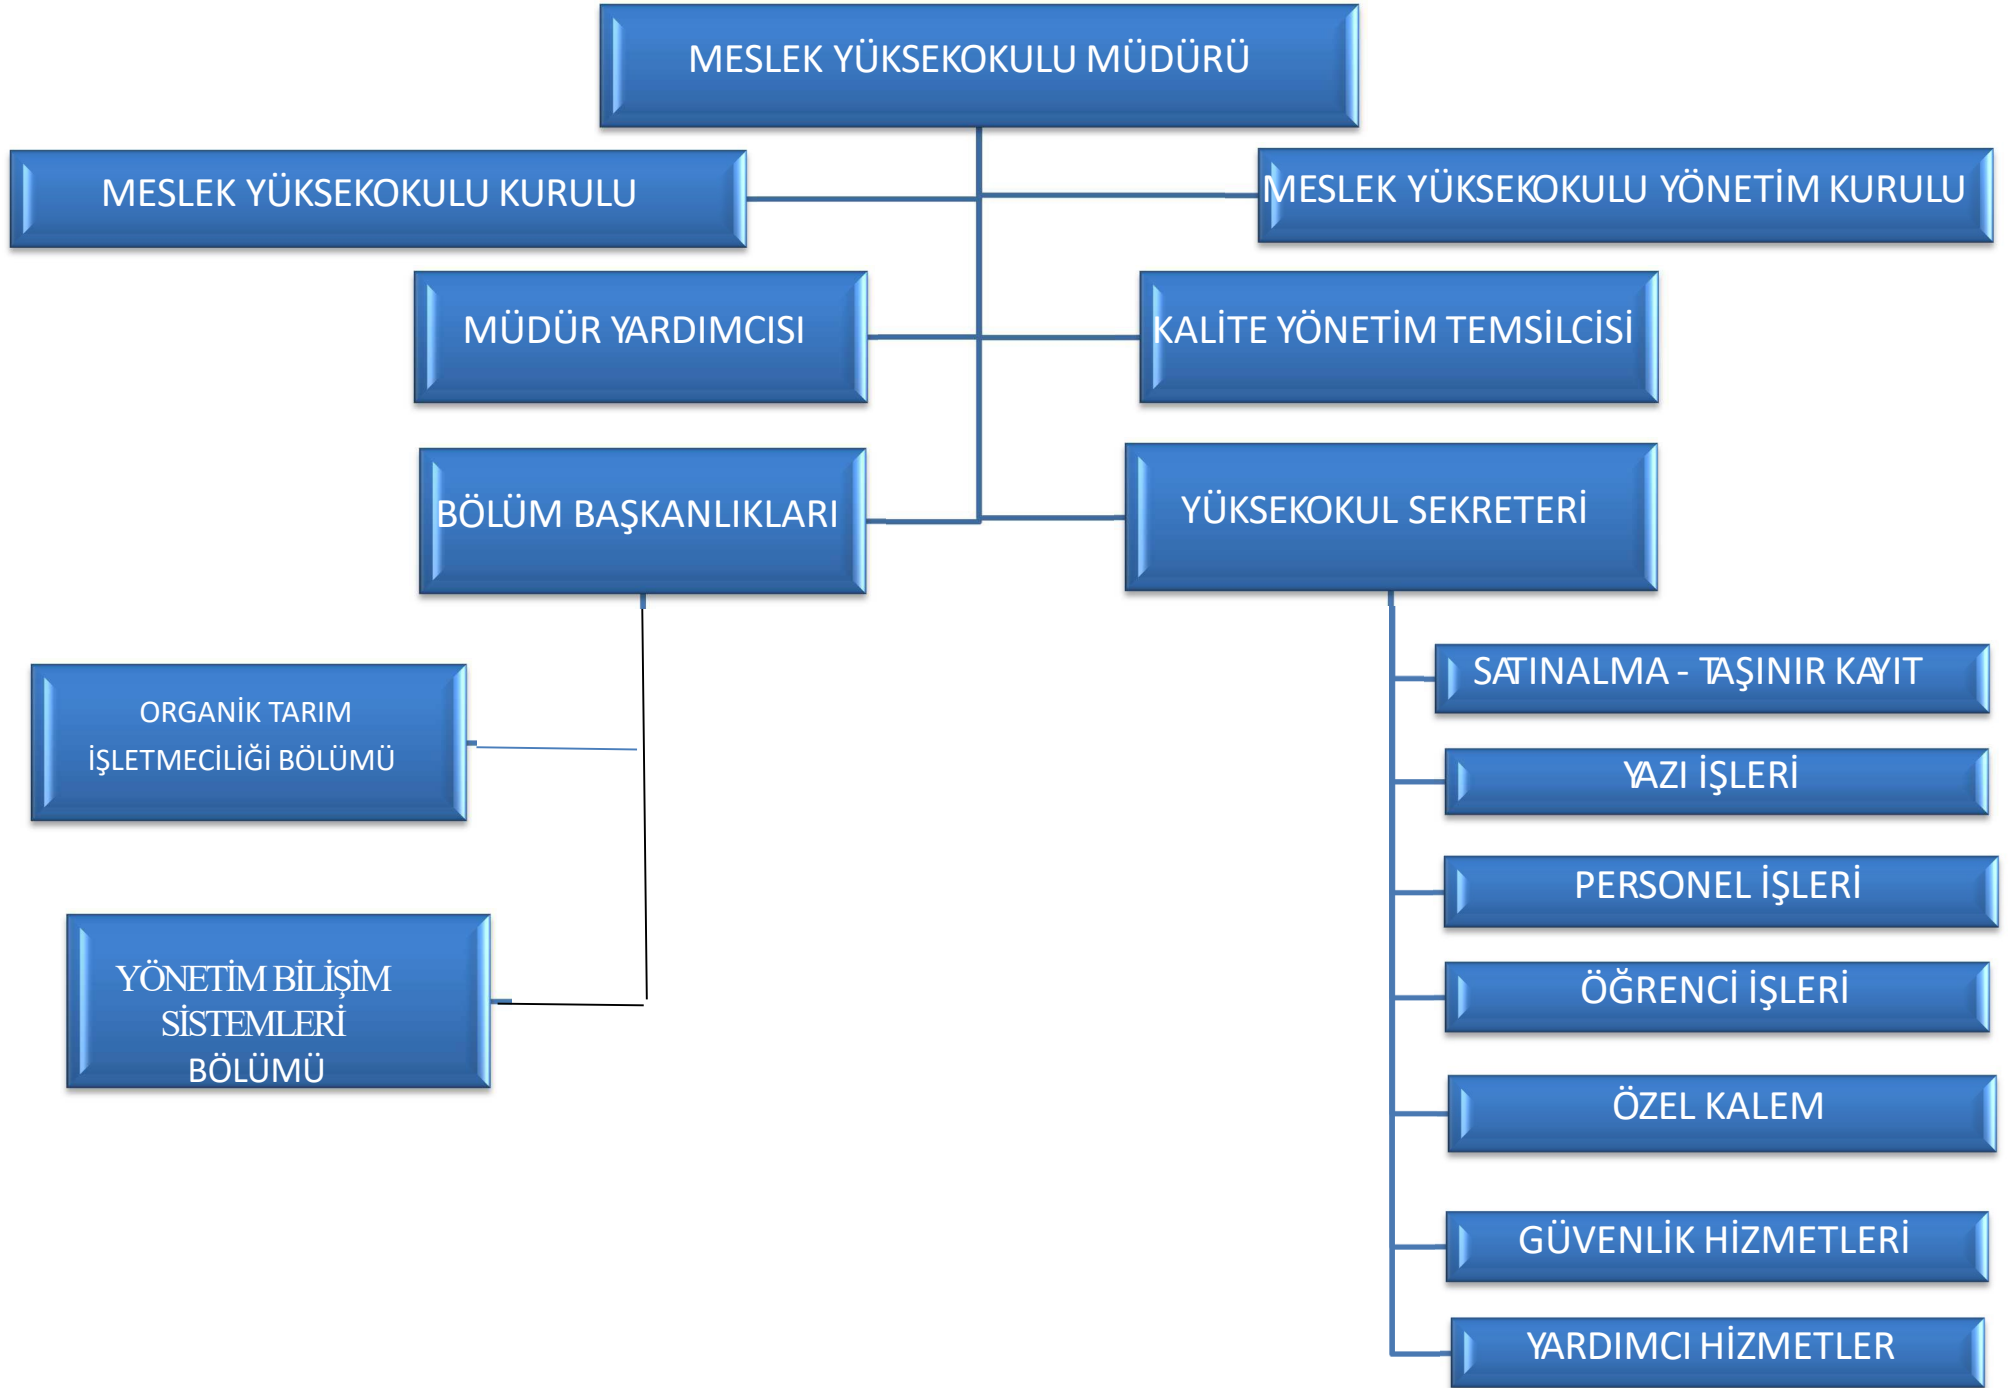 MESLEK YÜKSEKOKULU MÜDÜRÜ
MESLEK YÜKSEKOKULU KURULU
MESLEK YÜKSEKOKULU YÖNETİM KURULU
MÜDÜR YARDIMCISI
KALİTE YÖNETİM TEMSİLCİSİ
BÖLÜM BAŞKANLIKLARI
YÜKSEKOKUL SEKRETERİ
ORGANİK TARIM
İŞLETMECİLİĞİ BÖLÜMÜ
YÖNETİM BİLİŞİM
SİSTEMLERİ
BÖLÜMÜ
SATINALMA - TAŞINIR KAYIT
YAZI İŞLERİ
PERSONEL İŞLERİ
ÖĞRENCİ İŞLERİ
ÖZEL KALEM
GÜVENLİK HİZMETLERİ
YARDIMCI HİZMETLER